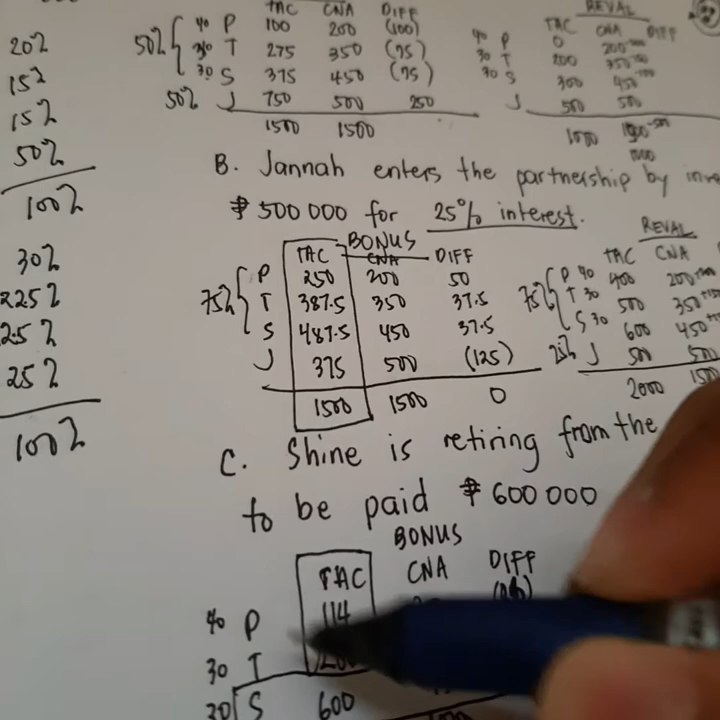 20%
15%
15%
50%
100%
30%
225%
25%
25%
100%
TAC CNA DIFF
50% 40 P 100 200 (100)
30 T 275 350 (75)
30 S 375 450 (75)
50% J 750 500 250
1500 1500
REVAL
TAC CNA DIFF
40 P 0 200
30 T 200 350
30 S 300 450
J 500 500
1000
1000
B. Jannah enters the partnership by
₱500 000 for 25% interest.
BONUS
TAC CNA DIFF
75% P 250 200 50
T 387.5 350 37.5
S 487.5 450 37.5
J 375 500 (125)
1500 1500 0
REVAL
TAC CNA
75% P 40 400 200
T 30 500 350
S 30 600 450
25% J 500 500
2000
C. Shine is retiring from the
to be paid ₱600 000
BONUS
TAC CNA DIFF
40 P 114
30 T
30 S 600